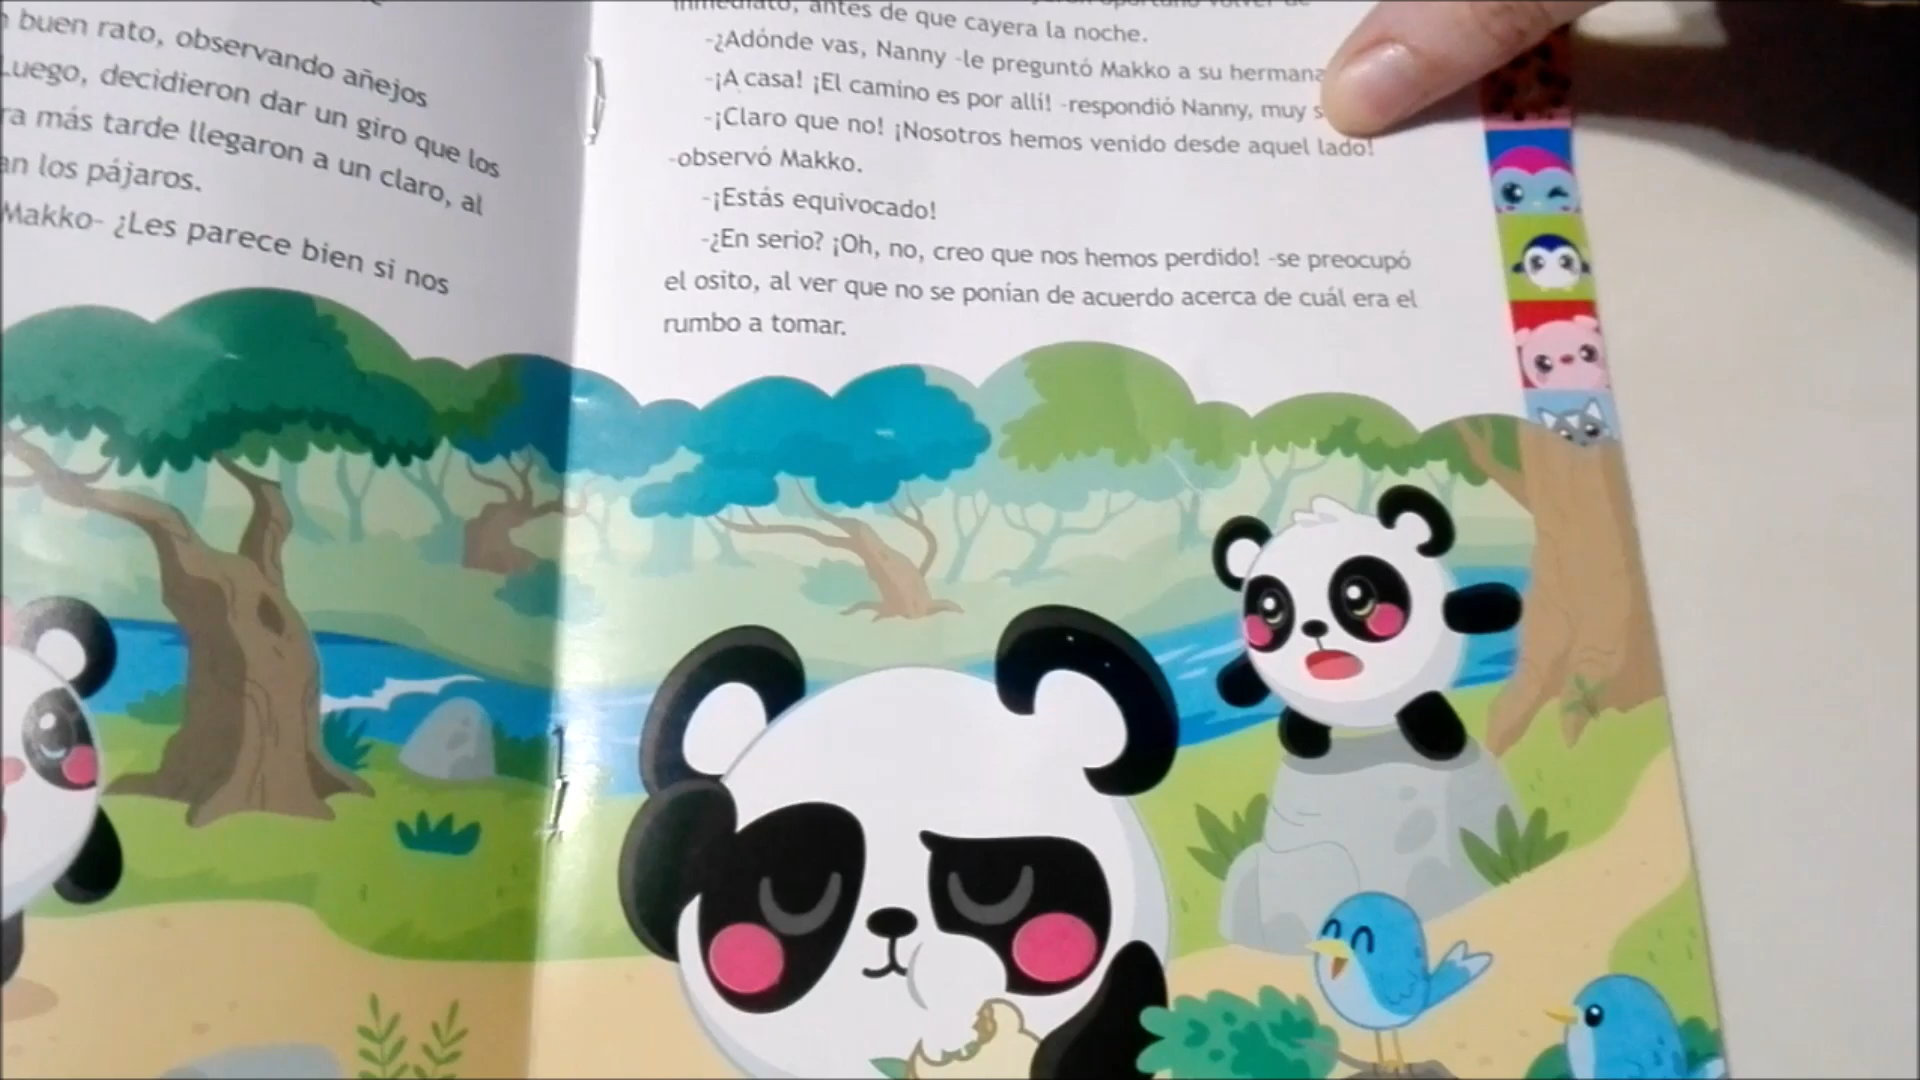 buen rato, observando añejos
Luego, decidieron dar un giro que los
más tarde llegaron a un claro, al
an los pájaros.
Makko- ¿Les parece bien si nos
inmediato, antes de que cayera la noche.
-¿Adónde vas, Nanny -le preguntó Makko a su hermana
-¡A casa! ¡El camino es por allí! -respondió Nanny, muy s
-¡Claro que no! ¡Nosotros hemos venido desde aquel lado!
-observó Makko.
-¡Estás equivocado!
-¿En serio? ¡Oh, no, creo que nos hemos perdido! -se preocupó
el osito, al ver que no se ponían de acuerdo acerca de cuál era el
rumbo a tomar.